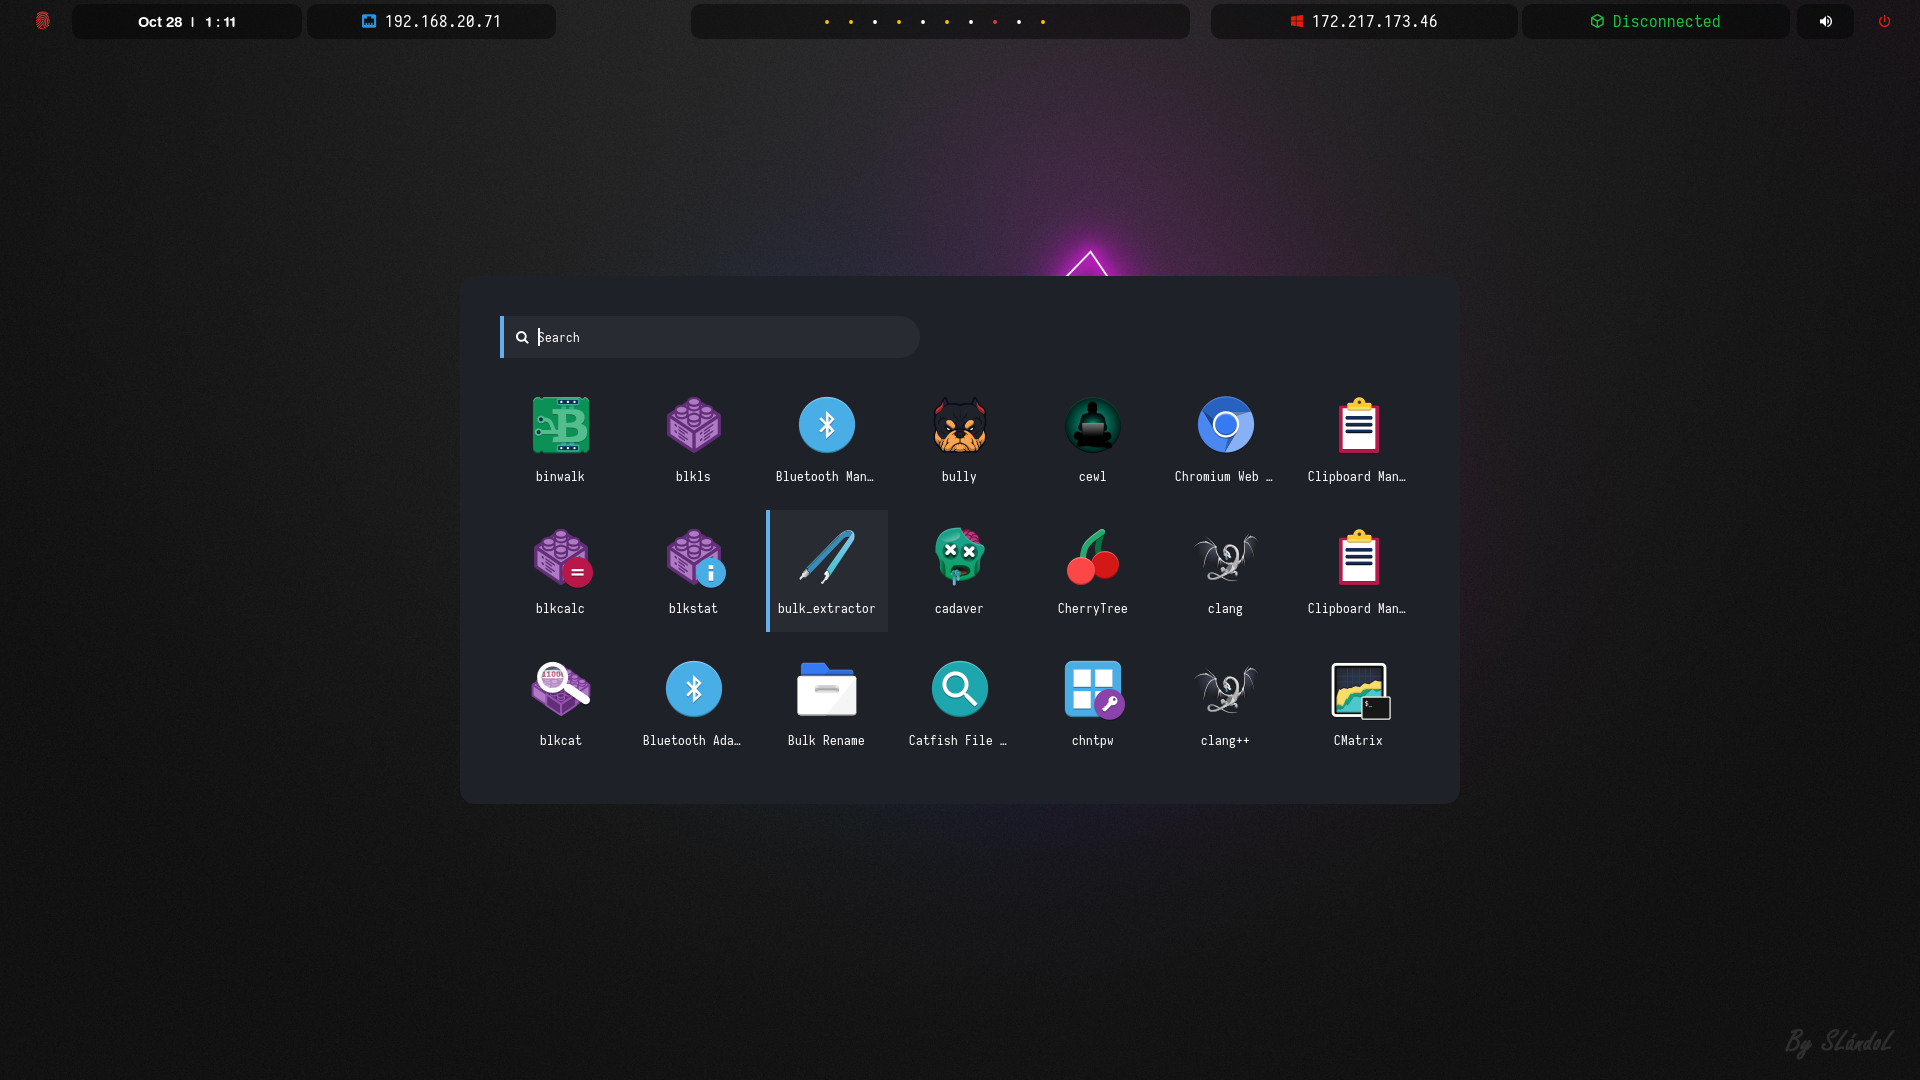 Oct 28 | 1 : 11
192.168.20.71
172.217.173.46
Disconnected
Search
binwalk
blkls
Bluetooth Man…
bully
cewl
Chromium Web …
Clipboard Man…
blkcalc
blkstat
bulk_extractor
cadaver
CherryTree
clang
Clipboard Man…
blkcat
Bluetooth Ada…
Bulk Rename
Catfish File …
chntpw
clang++
CMatrix
By SLándoL